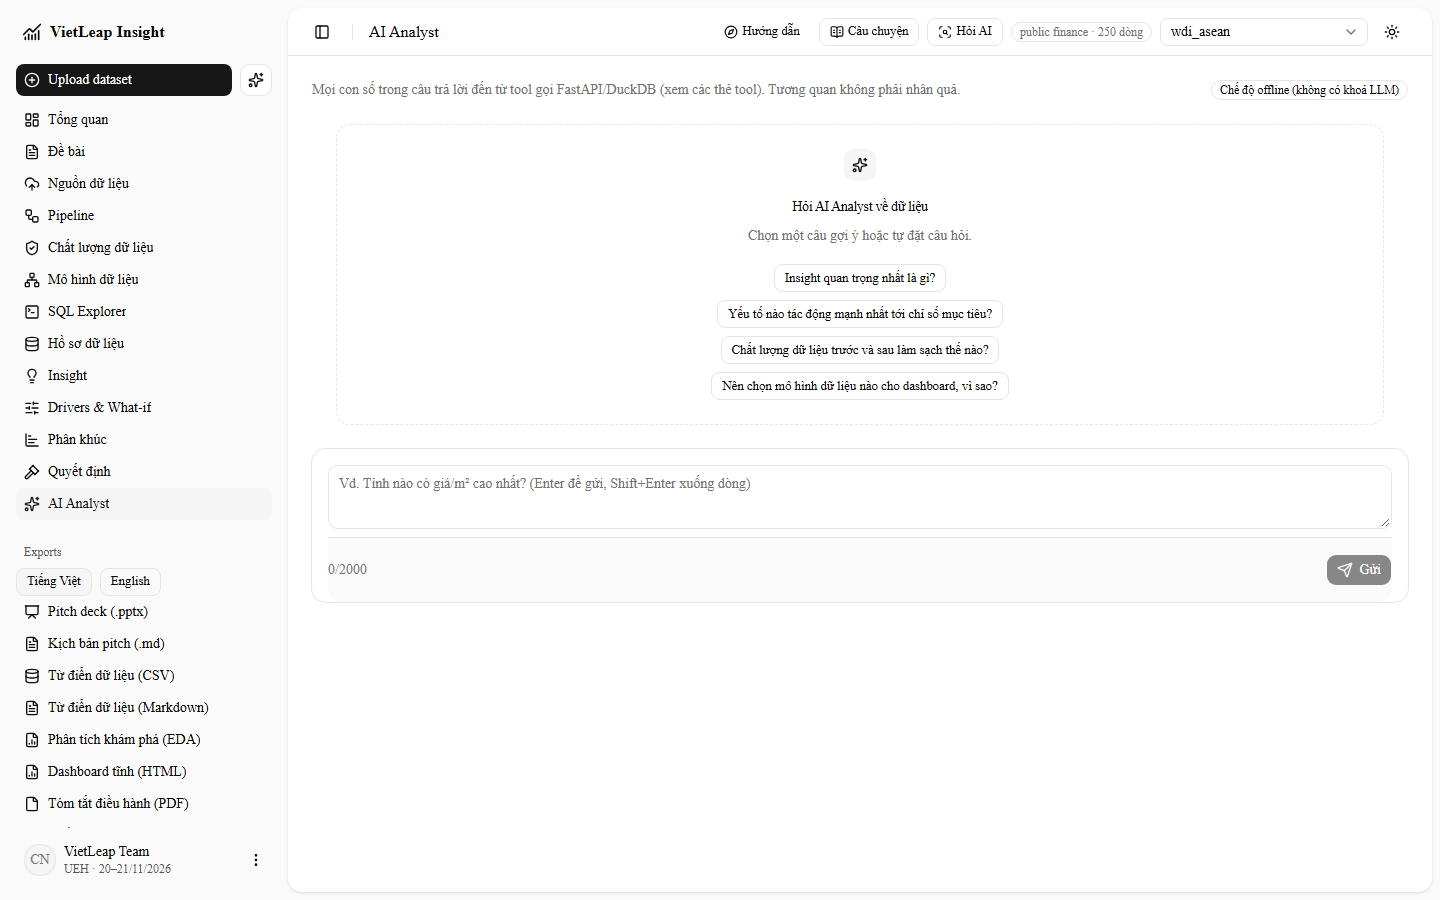 VietLeap Insight
Upload dataset
Tổng quan
Đề bài
Nguồn dữ liệu
Pipeline
Chất lượng dữ liệu
Mô hình dữ liệu
SQL Explorer
Hồ sơ dữ liệu
Insight
Drivers & What-if
Phân khúc
Quyết định
AI Analyst
Exports
Tiếng Việt
English
Pitch deck (.pptx)
Kịch bản pitch (.md)
Từ điển dữ liệu (CSV)
Từ điển dữ liệu (Markdown)
Phân tích khám phá (EDA)
Dashboard tĩnh (HTML)
Tóm tắt điều hành (PDF)
CN
VietLeap Team
UEH · 20–21/11/2026
AI Analyst
Hướng dẫn
Câu chuyện
Hỏi AI
public finance · 250 dòng
wdi_asean
Mọi con số trong câu trả lời đến từ tool gọi FastAPI/DuckDB (xem các thẻ tool). Tương quan không phải nhân quả.
Chế độ offline (không có khoá LLM)
Hỏi AI Analyst về dữ liệu
Chọn một câu gợi ý hoặc tự đặt câu hỏi.
Insight quan trọng nhất là gì?
Yếu tố nào tác động mạnh nhất tới chỉ số mục tiêu?
Chất lượng dữ liệu trước và sau làm sạch thế nào?
Nên chọn mô hình dữ liệu nào cho dashboard, vì sao?
Vd. Tỉnh nào có giá/m² cao nhất? (Enter để gửi, Shift+Enter xuống dòng)
0/2000
Gửi